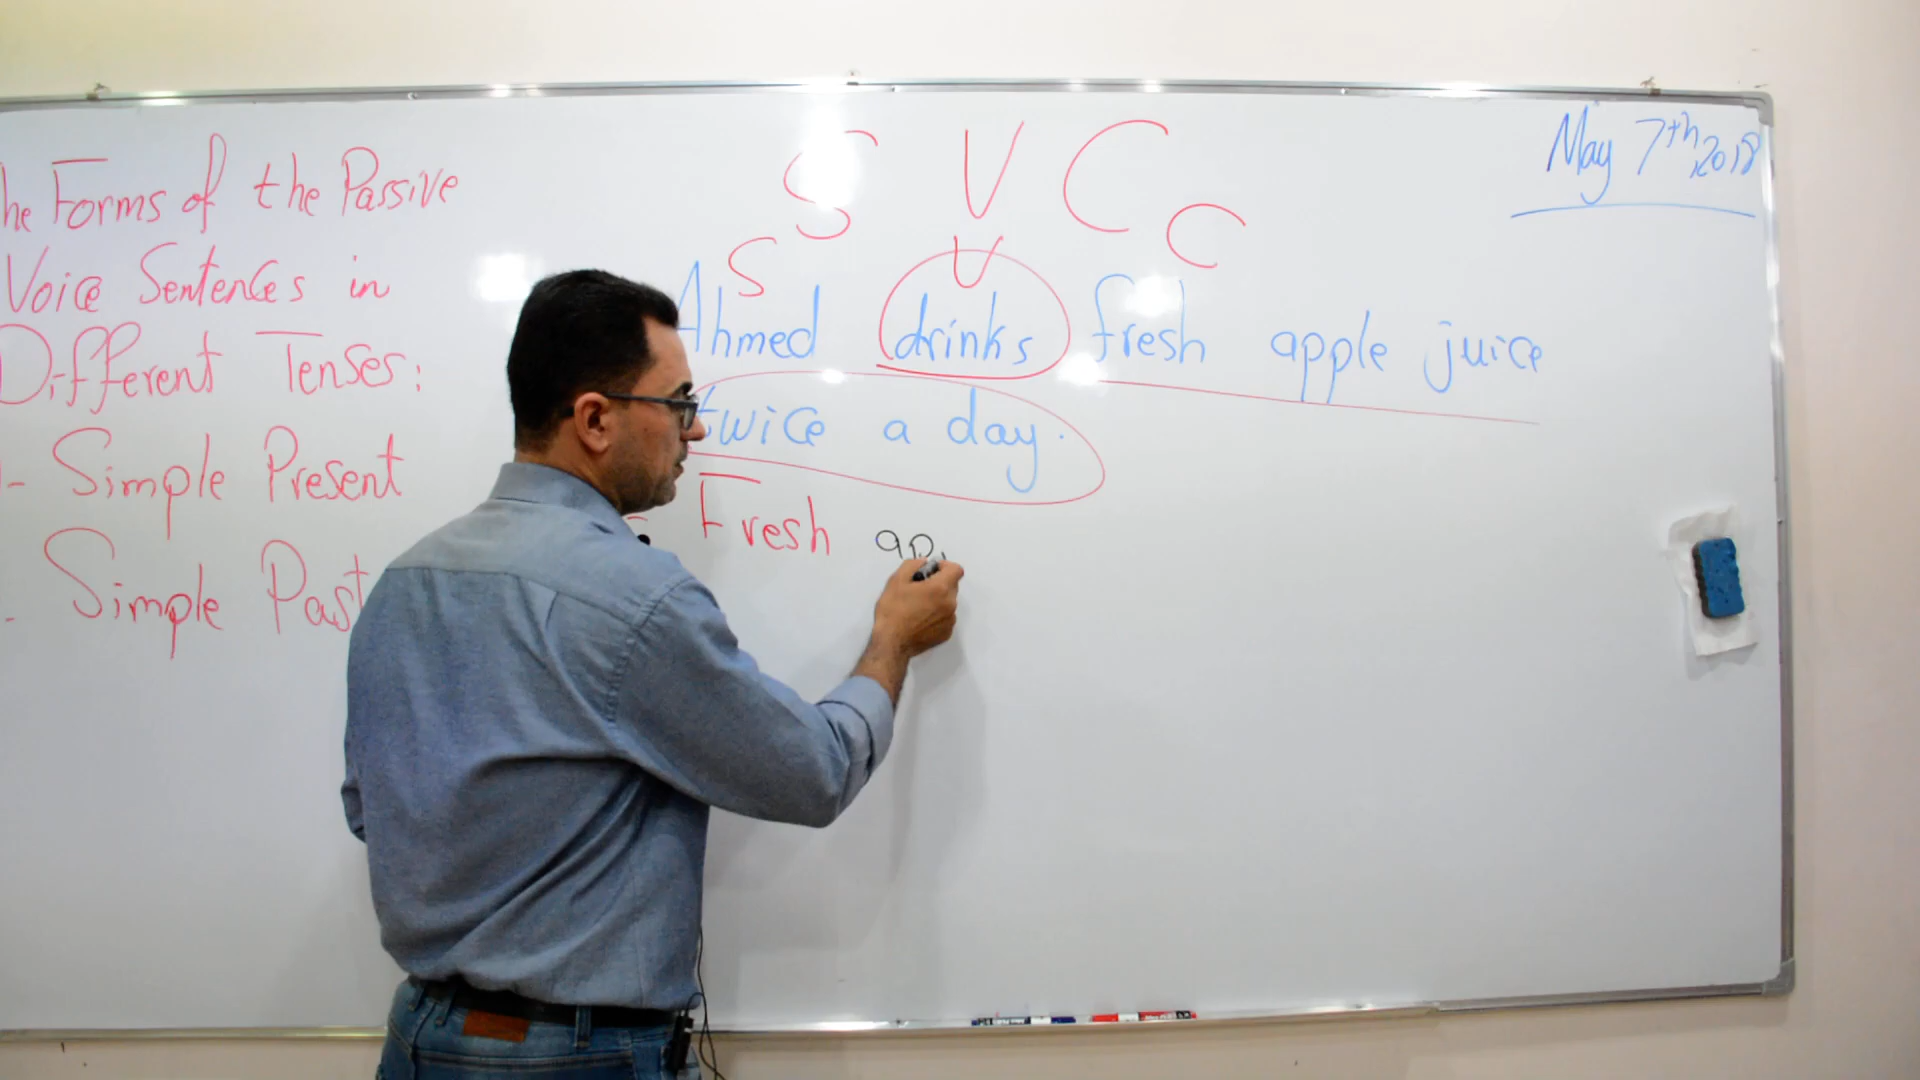 he Forms of the Passive
Voice Sentences in
Different Tenses:
- Simple Present
- Simple Past
S V C
S V C
Ahmed drinks fresh apple juice
twice a day.
Fresh ap
May 7th, 2018